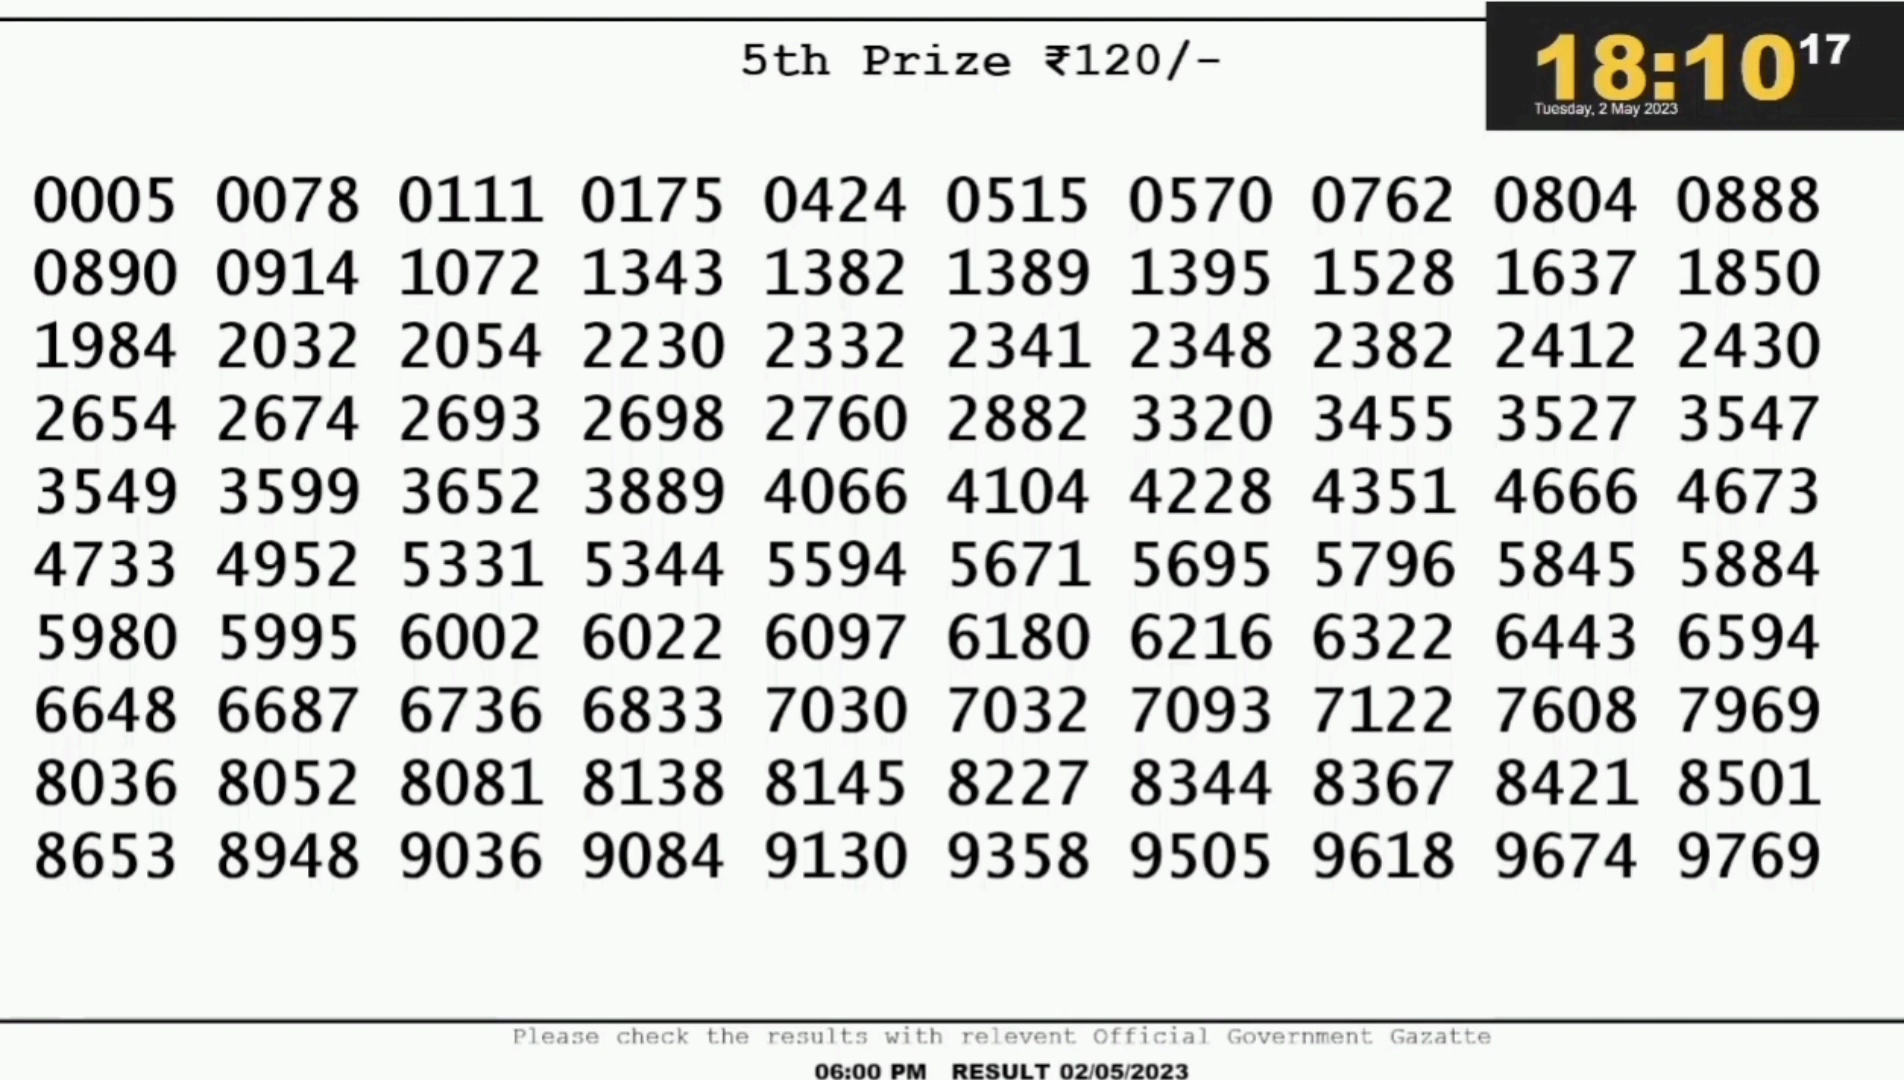 5th Prize ₹120/-
18:10 17
Tuesday, 2 May 2023
0005 0078 0111 0175 0424 0515 0570 0762 0804 0888
0890 0914 1072 1343 1382 1389 1395 1528 1637 1850
1984 2032 2054 2230 2332 2341 2348 2382 2412 2430
2654 2674 2693 2698 2760 2882 3320 3455 3527 3547
3549 3599 3652 3889 4066 4104 4228 4351 4666 4673
4733 4952 5331 5344 5594 5671 5695 5796 5845 5884
5980 5995 6002 6022 6097 6180 6216 6322 6443 6594
6648 6687 6736 6833 7030 7032 7093 7122 7608 7969
8036 8052 8081 8138 8145 8227 8344 8367 8421 8501
8653 8948 9036 9084 9130 9358 9505 9618 9674 9769
Please check the results with relevent Official Government Gazatte
06:00 PM RESULT 02/05/2023